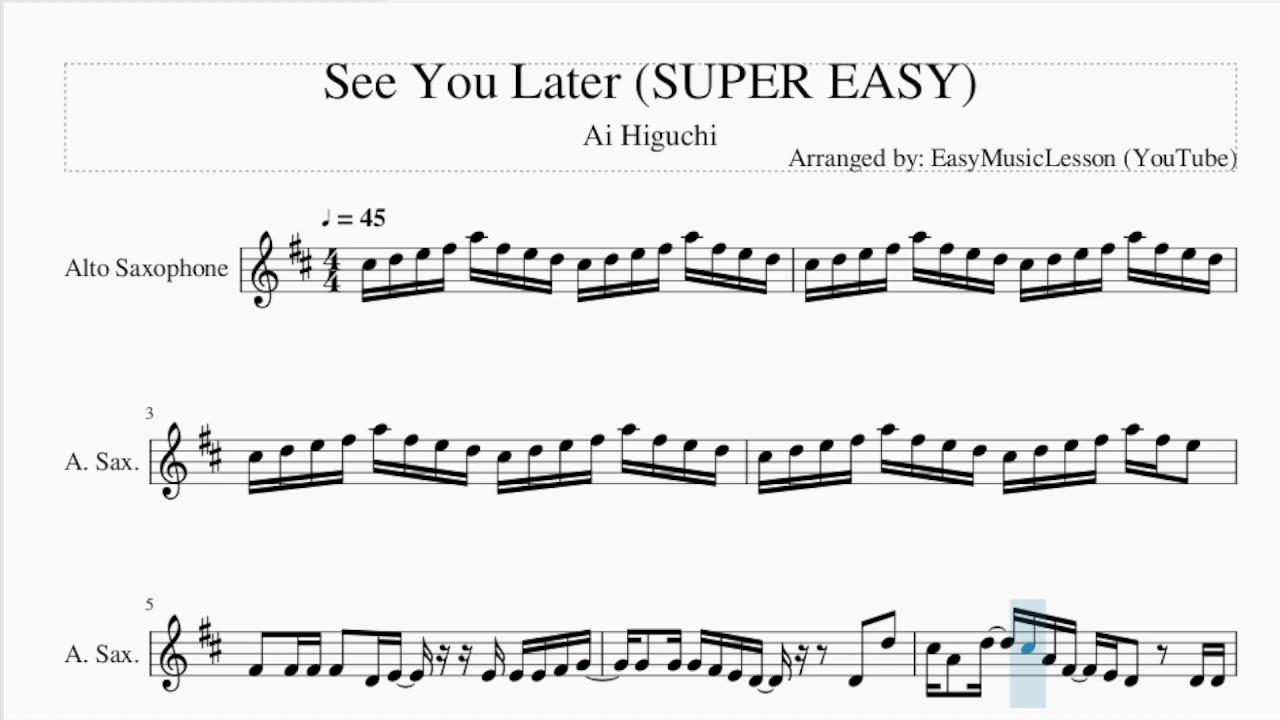 See You Later (SUPER EASY)
Ai Higuchi
Arranged by: EasyMusicLesson (YouTube)
♩ = 45
Alto Saxophone
4
4
3
A. Sax.
5
A. Sax.